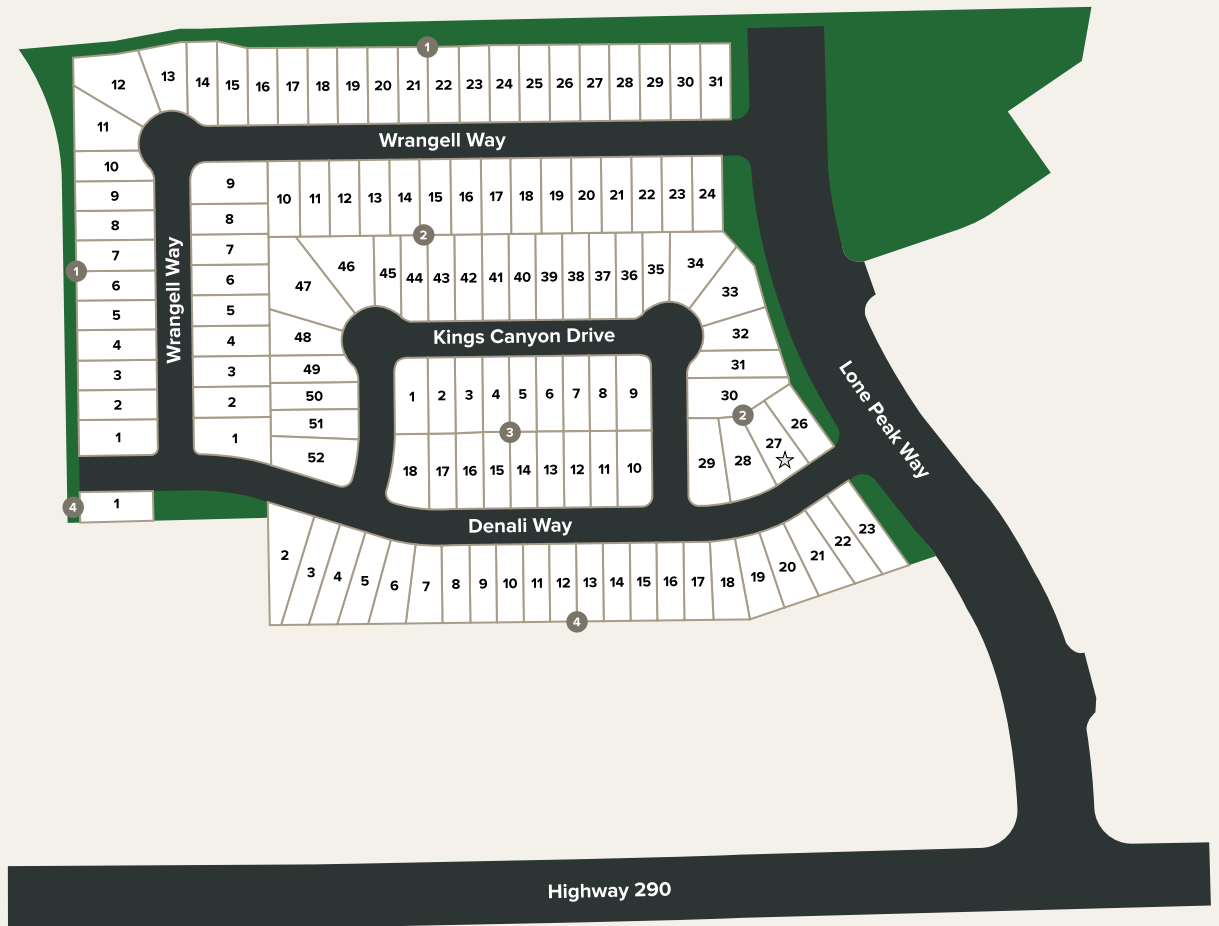 1
12 13 14 15 16 17 18 19 20 21 22 23 24 25 26 27 28 29 30 31
11
Wrangell Way
10
9
8
7
1
6
5
4
3
2
1
Wrangell Way
9
8
7
6
5
4
3
2
1
10 11 12 13 14 15 16 17 18 19 20 21 22 23 24
2
47 46 45 44 43 42 41 40 39 38 37 36 35 34
33
32
31
30
48
49
50
51
52
Kings Canyon Drive
1 2 3 4 5 6 7 8 9
3
18 17 16 15 14 13 12 11 10
2
29 28 27 26
Lone Peak Way
4
1
Denali Way
2 3 4 5 6 7 8 9 10 11 12 13 14 15 16 17 18 19 20 21 22 23
4
Highway 290